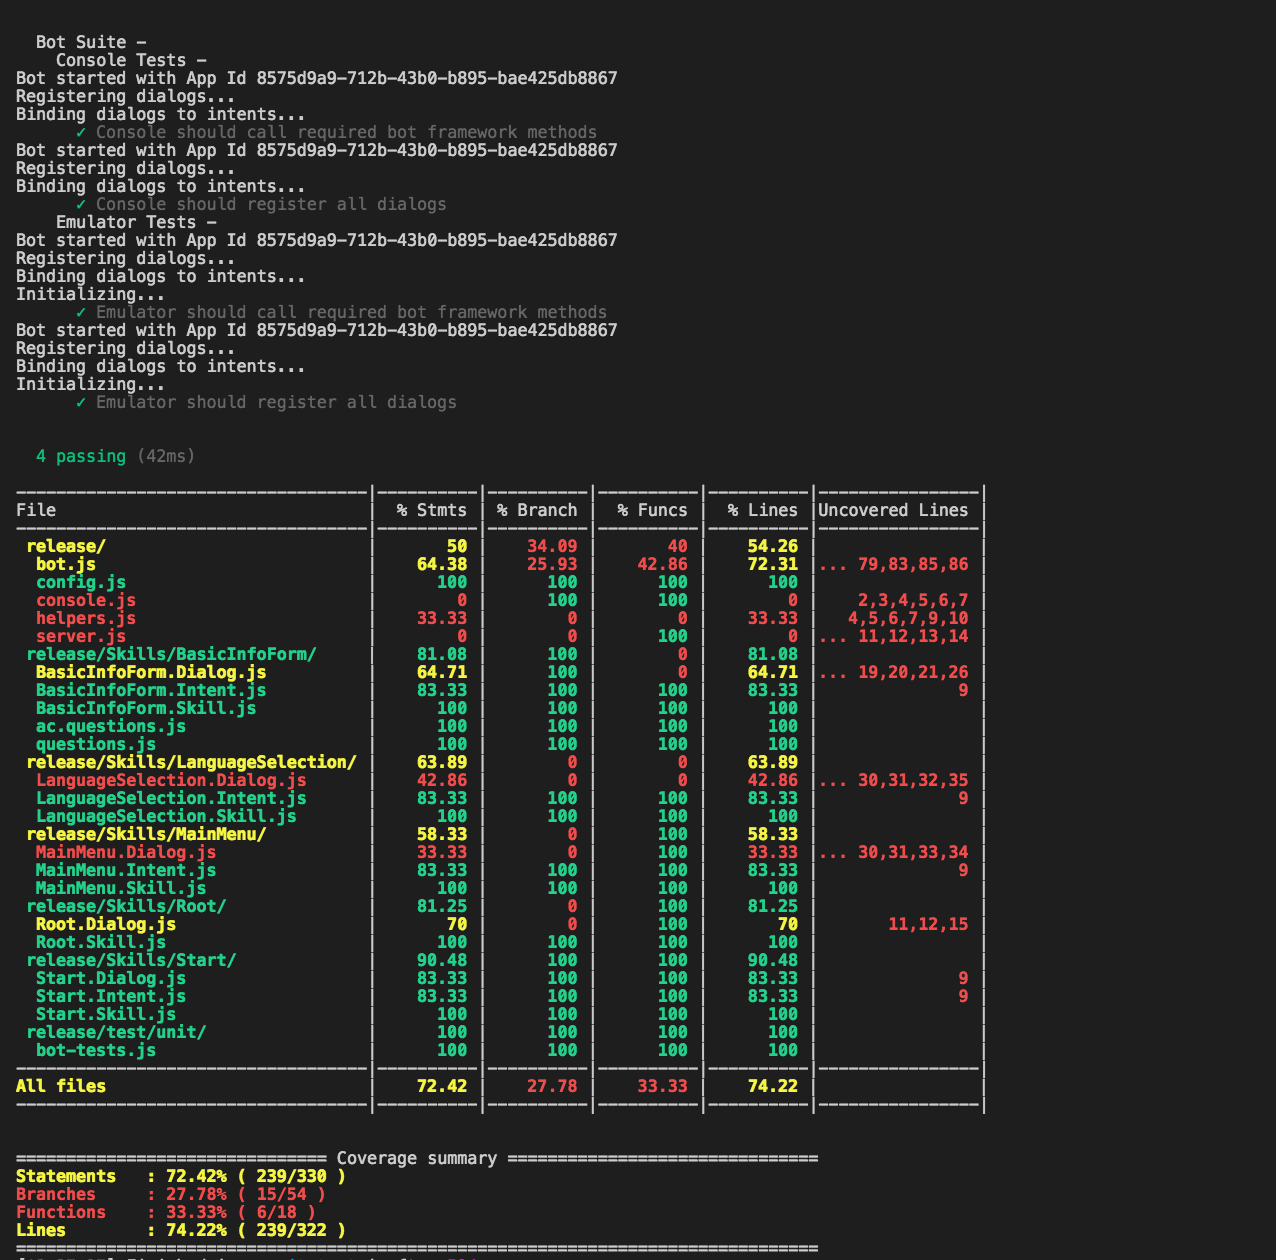 Bot Suite –
Console Tests –
Bot started with App Id 8575d9a9-712b-43b0-b895-bae425db8867
Registering dialogs...
Binding dialogs to intents...
✓ Console should call required bot framework methods
Bot started with App Id 8575d9a9-712b-43b0-b895-bae425db8867
Registering dialogs...
Binding dialogs to intents...
✓ Console should register all dialogs
Emulator Tests –
Bot started with App Id 8575d9a9-712b-43b0-b895-bae425db8867
Registering dialogs...
Binding dialogs to intents...
Initializing...
✓ Emulator should call required bot framework methods
Bot started with App Id 8575d9a9-712b-43b0-b895-bae425db8867
Registering dialogs...
Binding dialogs to intents...
Initializing...
✓ Emulator should register all dialogs
4 passing (42ms)
File | % Stmts | % Branch | % Funcs | % Lines |Uncovered Lines |
release/ | 50 | 34.09 | 40 | 54.26 | |
bot.js | 64.38 | 25.93 | 42.86 | 72.31 |... 79,83,85,86 |
config.js | 100 | 100 | 100 | 100 | |
console.js | 0 | 100 | 100 | 0 | 2,3,4,5,6,7 |
helpers.js | 33.33 | 0 | 0 | 33.33 | 4,5,6,7,9,10 |
server.js | 0 | 0 | 100 | 0 |... 11,12,13,14 |
release/Skills/BasicInfoForm/ | 81.08 | 100 | 0 | 81.08 | |
BasicInfoForm.Dialog.js | 64.71 | 100 | 0 | 64.71 |... 19,20,21,26 |
BasicInfoForm.Intent.js | 83.33 | 100 | 100 | 83.33 | 9 |
BasicInfoForm.Skill.js | 100 | 100 | 100 | 100 | |
ac.questions.js | 100 | 100 | 100 | 100 | |
questions.js | 100 | 100 | 100 | 100 | |
release/Skills/LanguageSelection/ | 63.89 | 0 | 0 | 63.89 | |
LanguageSelection.Dialog.js | 42.86 | 0 | 0 | 42.86 |... 30,31,32,35 |
LanguageSelection.Intent.js | 83.33 | 100 | 100 | 83.33 | 9 |
LanguageSelection.Skill.js | 100 | 100 | 100 | 100 | |
release/Skills/MainMenu/ | 58.33 | 0 | 100 | 58.33 | |
MainMenu.Dialog.js | 33.33 | 0 | 100 | 33.33 |... 30,31,33,34 |
MainMenu.Intent.js | 83.33 | 100 | 100 | 83.33 | 9 |
MainMenu.Skill.js | 100 | 100 | 100 | 100 | |
release/Skills/Root/ | 81.25 | 0 | 100 | 81.25 | |
Root.Dialog.js | 70 | 0 | 100 | 70 | 11,12,15 |
Root.Skill.js | 100 | 100 | 100 | 100 | |
release/Skills/Start/ | 90.48 | 100 | 100 | 90.48 | |
Start.Dialog.js | 83.33 | 100 | 100 | 83.33 | 9 |
Start.Intent.js | 83.33 | 100 | 100 | 83.33 | 9 |
Start.Skill.js | 100 | 100 | 100 | 100 | |
release/test/unit/ | 100 | 100 | 100 | 100 | |
bot-tests.js | 100 | 100 | 100 | 100 | |
All files | 72.42 | 27.78 | 33.33 | 74.22 | |
=============================== Coverage summary ===============================
Statements : 72.42% ( 239/330 )
Branches : 27.78% ( 15/54 )
Functions : 33.33% ( 6/18 )
Lines : 74.22% ( 239/322 )
================================================================================